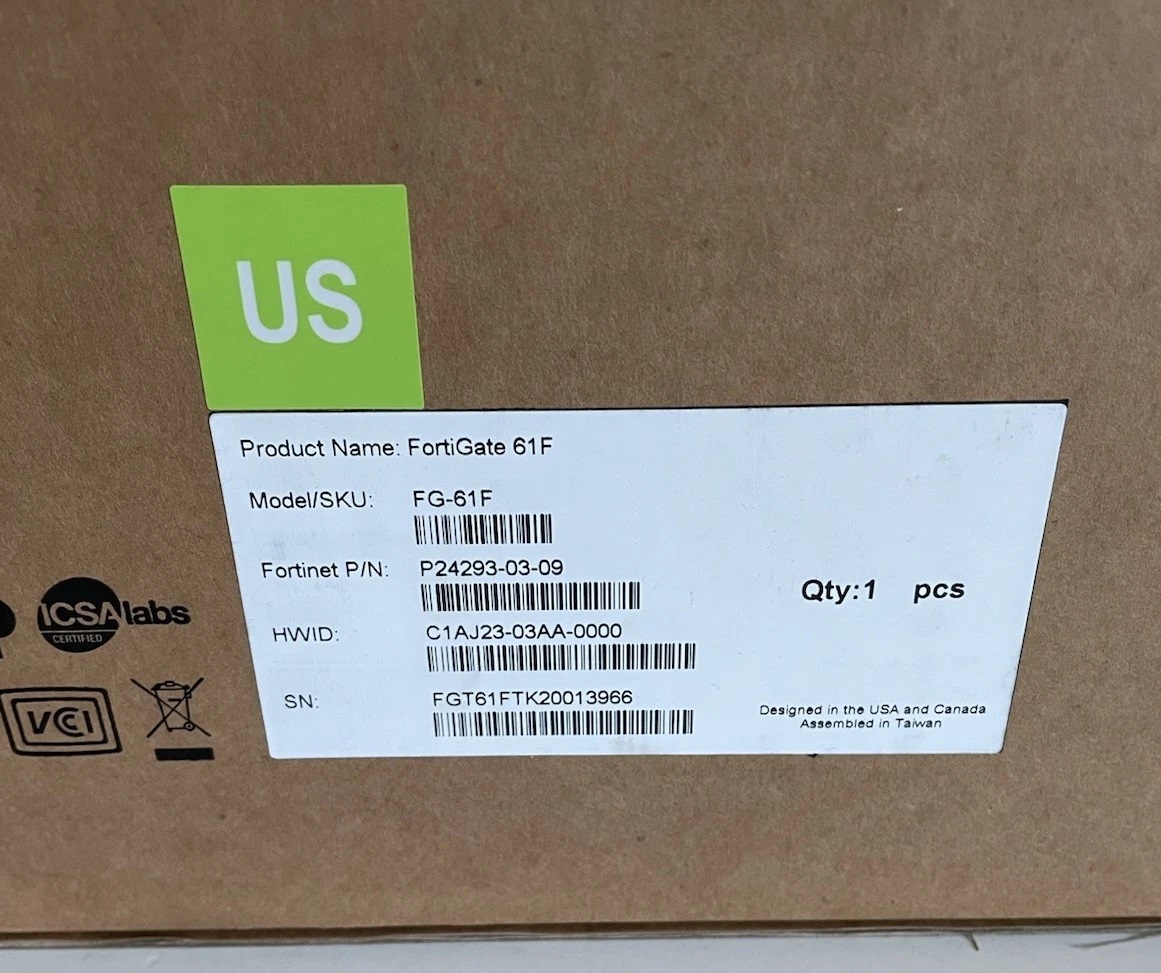 US
Product Name: FortiGate 61F
Model/SKU: FG-61F
Fortinet P/N: P24293-03-09
HWID: C1AJ23-03AA-0000
SN: FGT61FTK20013966
Qty:1 pcs
Designed in the USA and Canada
Assembled in Taiwan
ICSA labs
CERTIFIED
VCCI